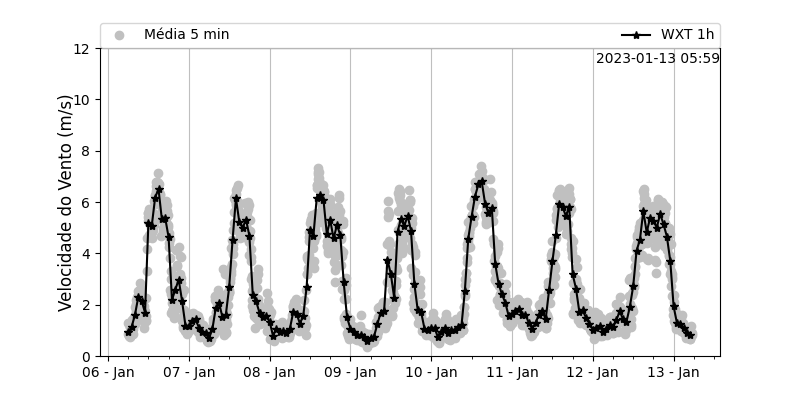 Média 5 min
WXT 1h
2023-01-13 05:59
Velocidade do Vento (m/s)
12
10
8
6
4
2
0
06 - Jan
07 - Jan
08 - Jan
09 - Jan
10 - Jan
11 - Jan
12 - Jan
13 - Jan